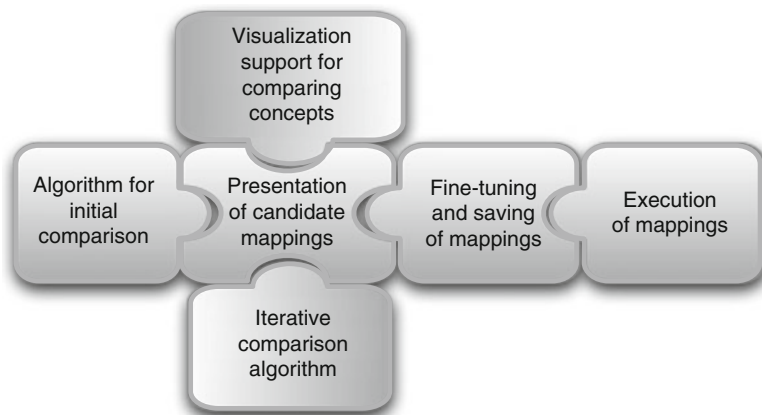 Visualization
support for
comparing
concepts
Algorithm for
initial
comparison
Presentation
of candidate
mappings
Fine-tuning
and saving
of mappings
Execution
of mappings
Iterative
comparison
algorithm